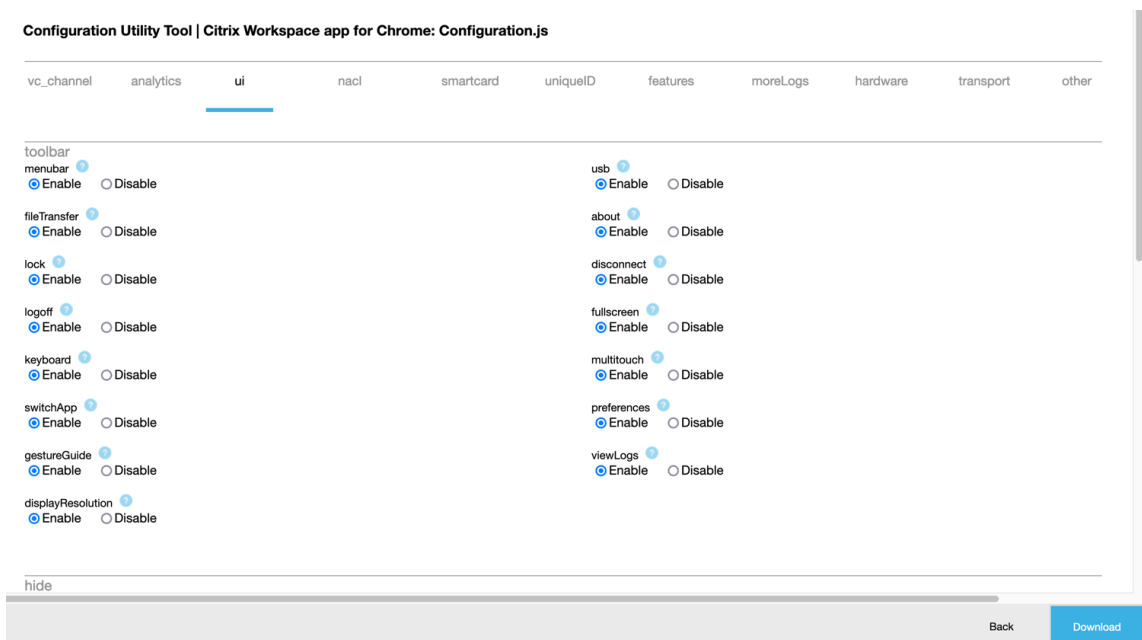 Configuration Utility Tool | Citrix Workspace app for Chrome: Configuration.js
vc_channel analytics ui nacl smartcard uniqueID features moreLogs hardware transport other
toolbar
menubar ?
Enable Disable
fileTransfer ?
Enable Disable
lock ?
Enable Disable
logoff ?
Enable Disable
keyboard ?
Enable Disable
switchApp ?
Enable Disable
gestureGuide ?
Enable Disable
displayResolution ?
Enable Disable
usb ?
Enable Disable
about ?
Enable Disable
disconnect ?
Enable Disable
fullscreen ?
Enable Disable
multitouch ?
Enable Disable
preferences ?
Enable Disable
viewLogs ?
Enable Disable
hide
Back Download